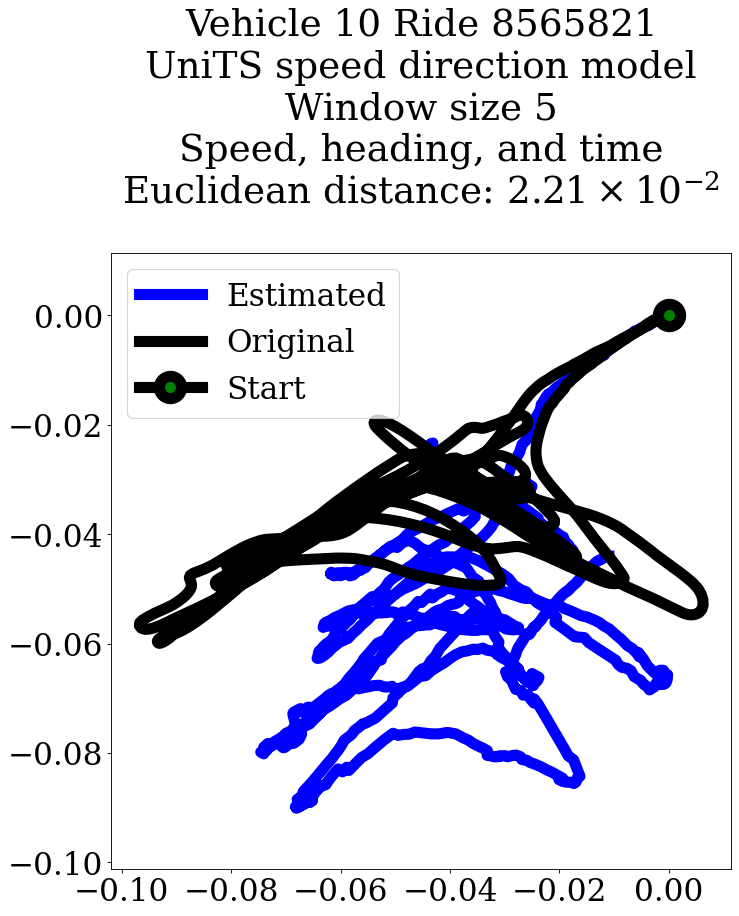 Vehicle 10 Ride 8565821
UniTS speed direction model
Window size 5
Speed, heading, and time
Euclidean distance: 2.21 × 10⁻²
Estimated
Original
Start
0.00
−0.02
−0.04
−0.06
−0.08
−0.10
−0.10 −0.08 −0.06 −0.04 −0.02 0.00